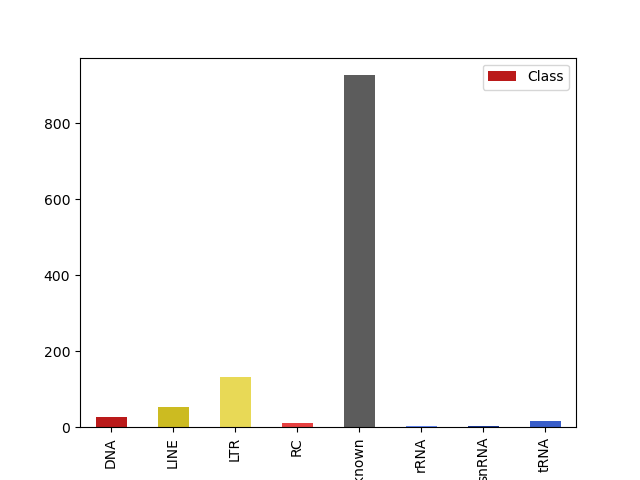 Class
800
600
400
200
0
DNA
LINE
LTR
RC
known
rRNA
snRNA
tRNA